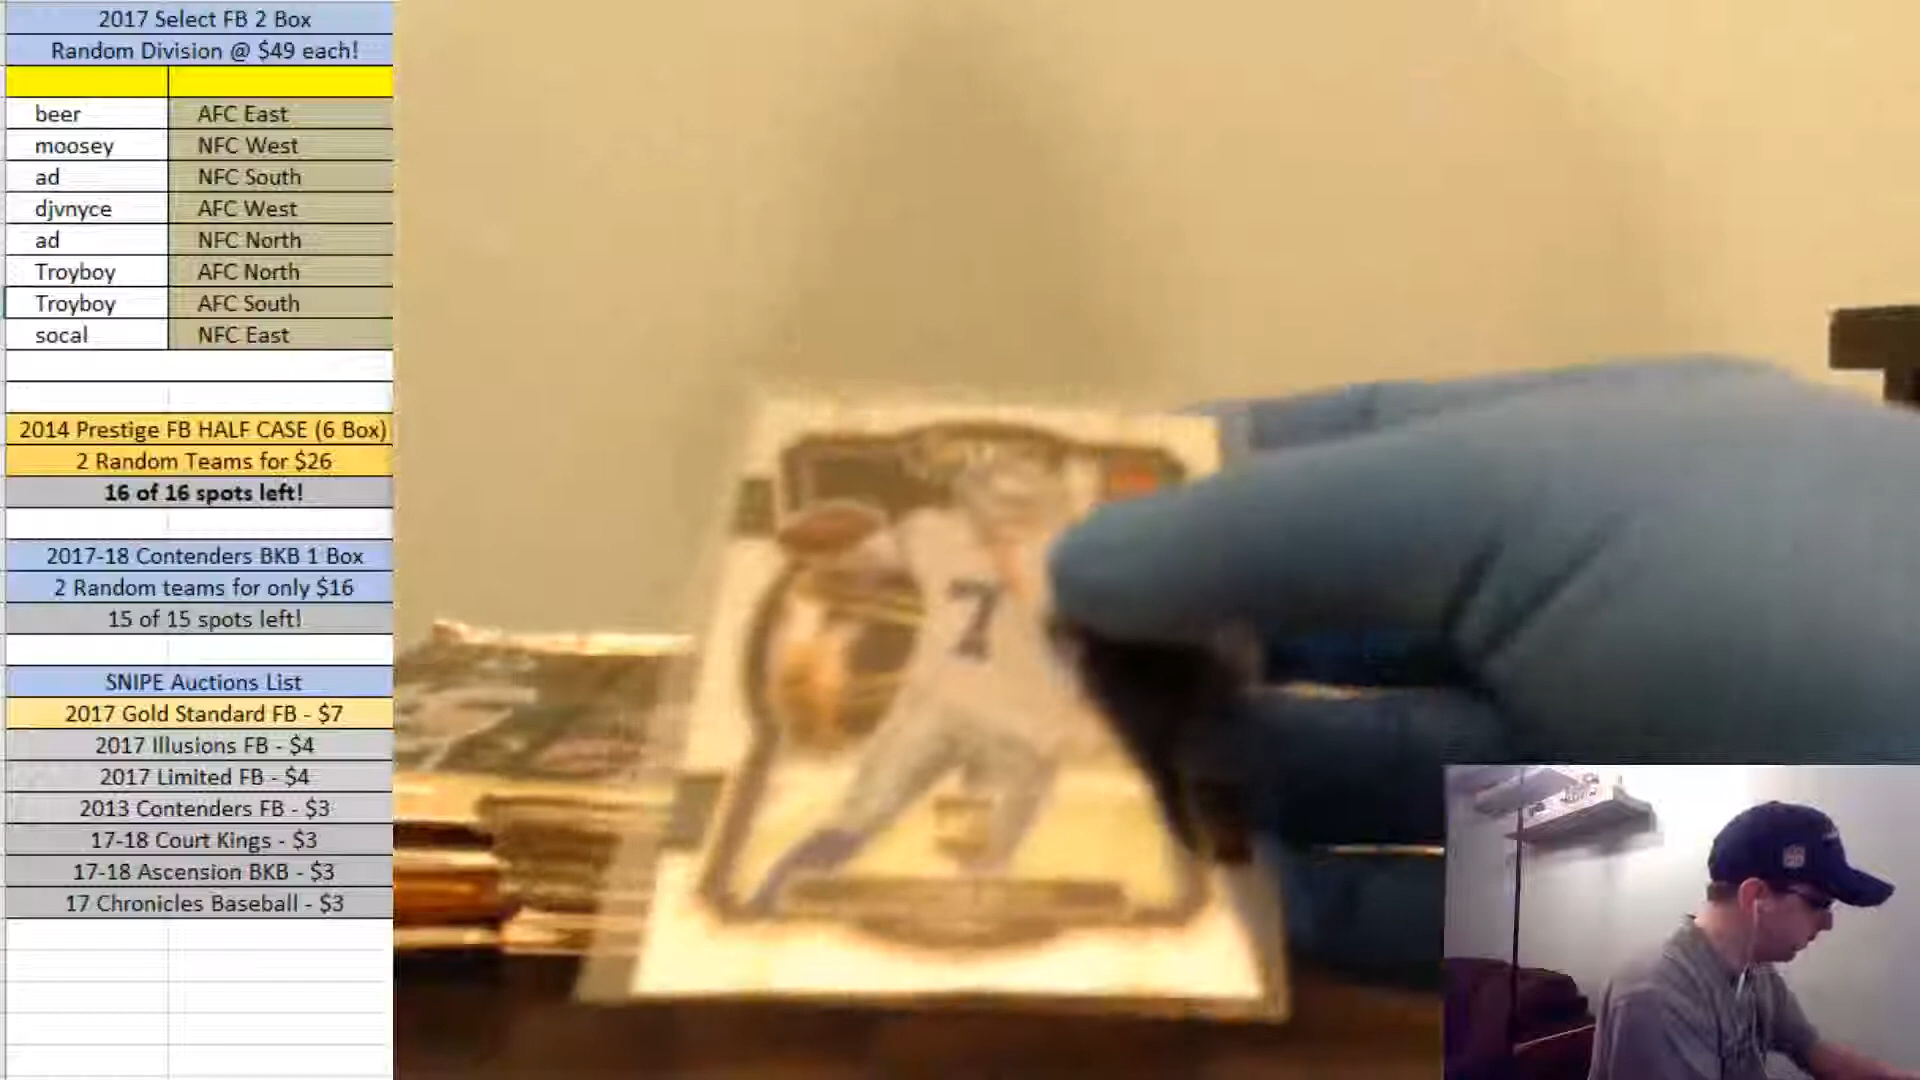 2017 Select FB 2 Box
Random Division @ $49 each!
beer AFC East
moosey NFC West
ad NFC South
djvnyce AFC West
ad NFC North
Troyboy AFC North
Troyboy AFC South
socal NFC East
2014 Prestige FB HALF CASE (6 Box)
2 Random Teams for $26
16 of 16 spots left!
2017-18 Contenders BKB 1 Box
2 Random teams for only $16
15 of 15 spots left!
SNIPE Auctions List
2017 Gold Standard FB - $7
2017 Illusions FB - $4
2017 Limited FB - $4
2013 Contenders FB - $3
17-18 Court Kings - $3
17-18 Ascension BKB - $3
17 Chronicles Baseball - $3
7